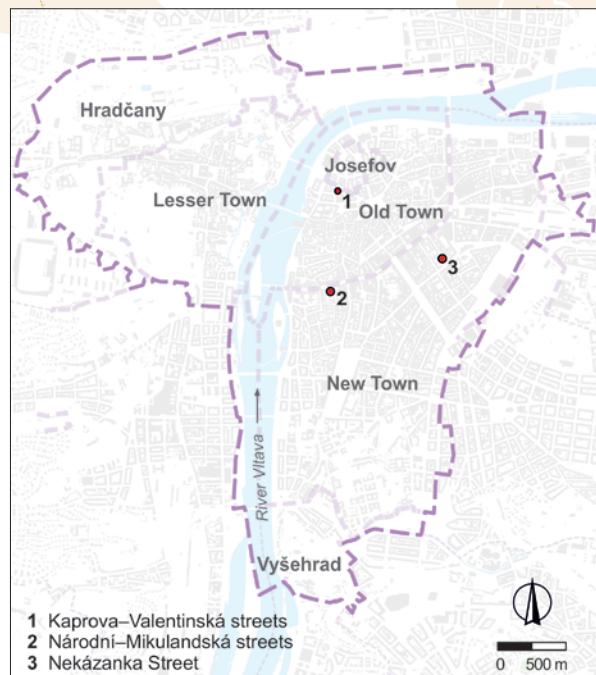 Hradčany
Josefov
Lesser Town
1
Old Town
3
2
New Town
River Vltava
Vyšehrad
1 Kaprova–Valentinská streets
2 Národní–Mikulandská streets
3 Nekázanka Street
0 500 m